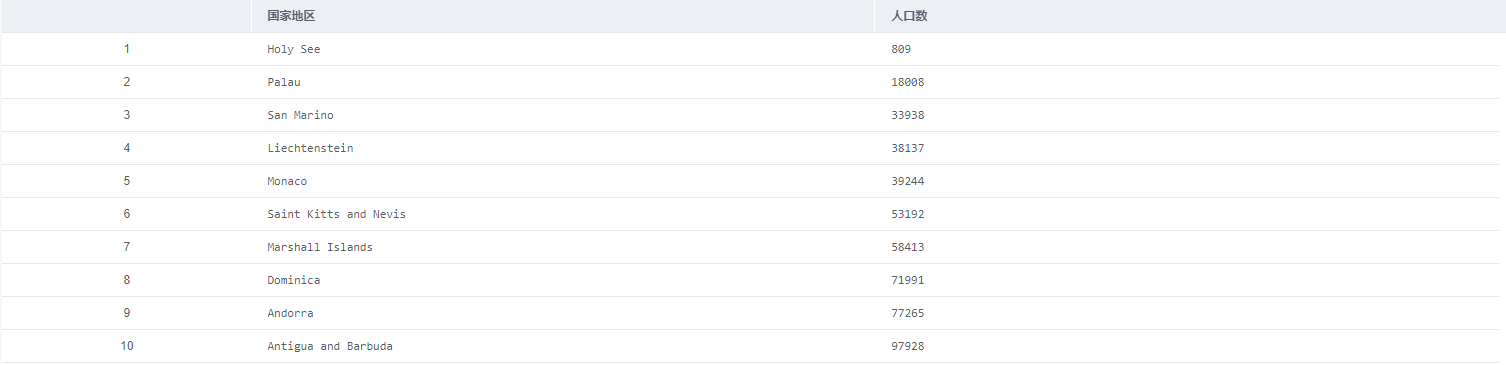 国家地区 人口数
1 Holy See 809
2 Palau 18008
3 San Marino 33938
4 Liechtenstein 38137
5 Monaco 39244
6 Saint Kitts and Nevis 53192
7 Marshall Islands 58413
8 Dominica 71991
9 Andorra 77265
10 Antigua and Barbuda 97928